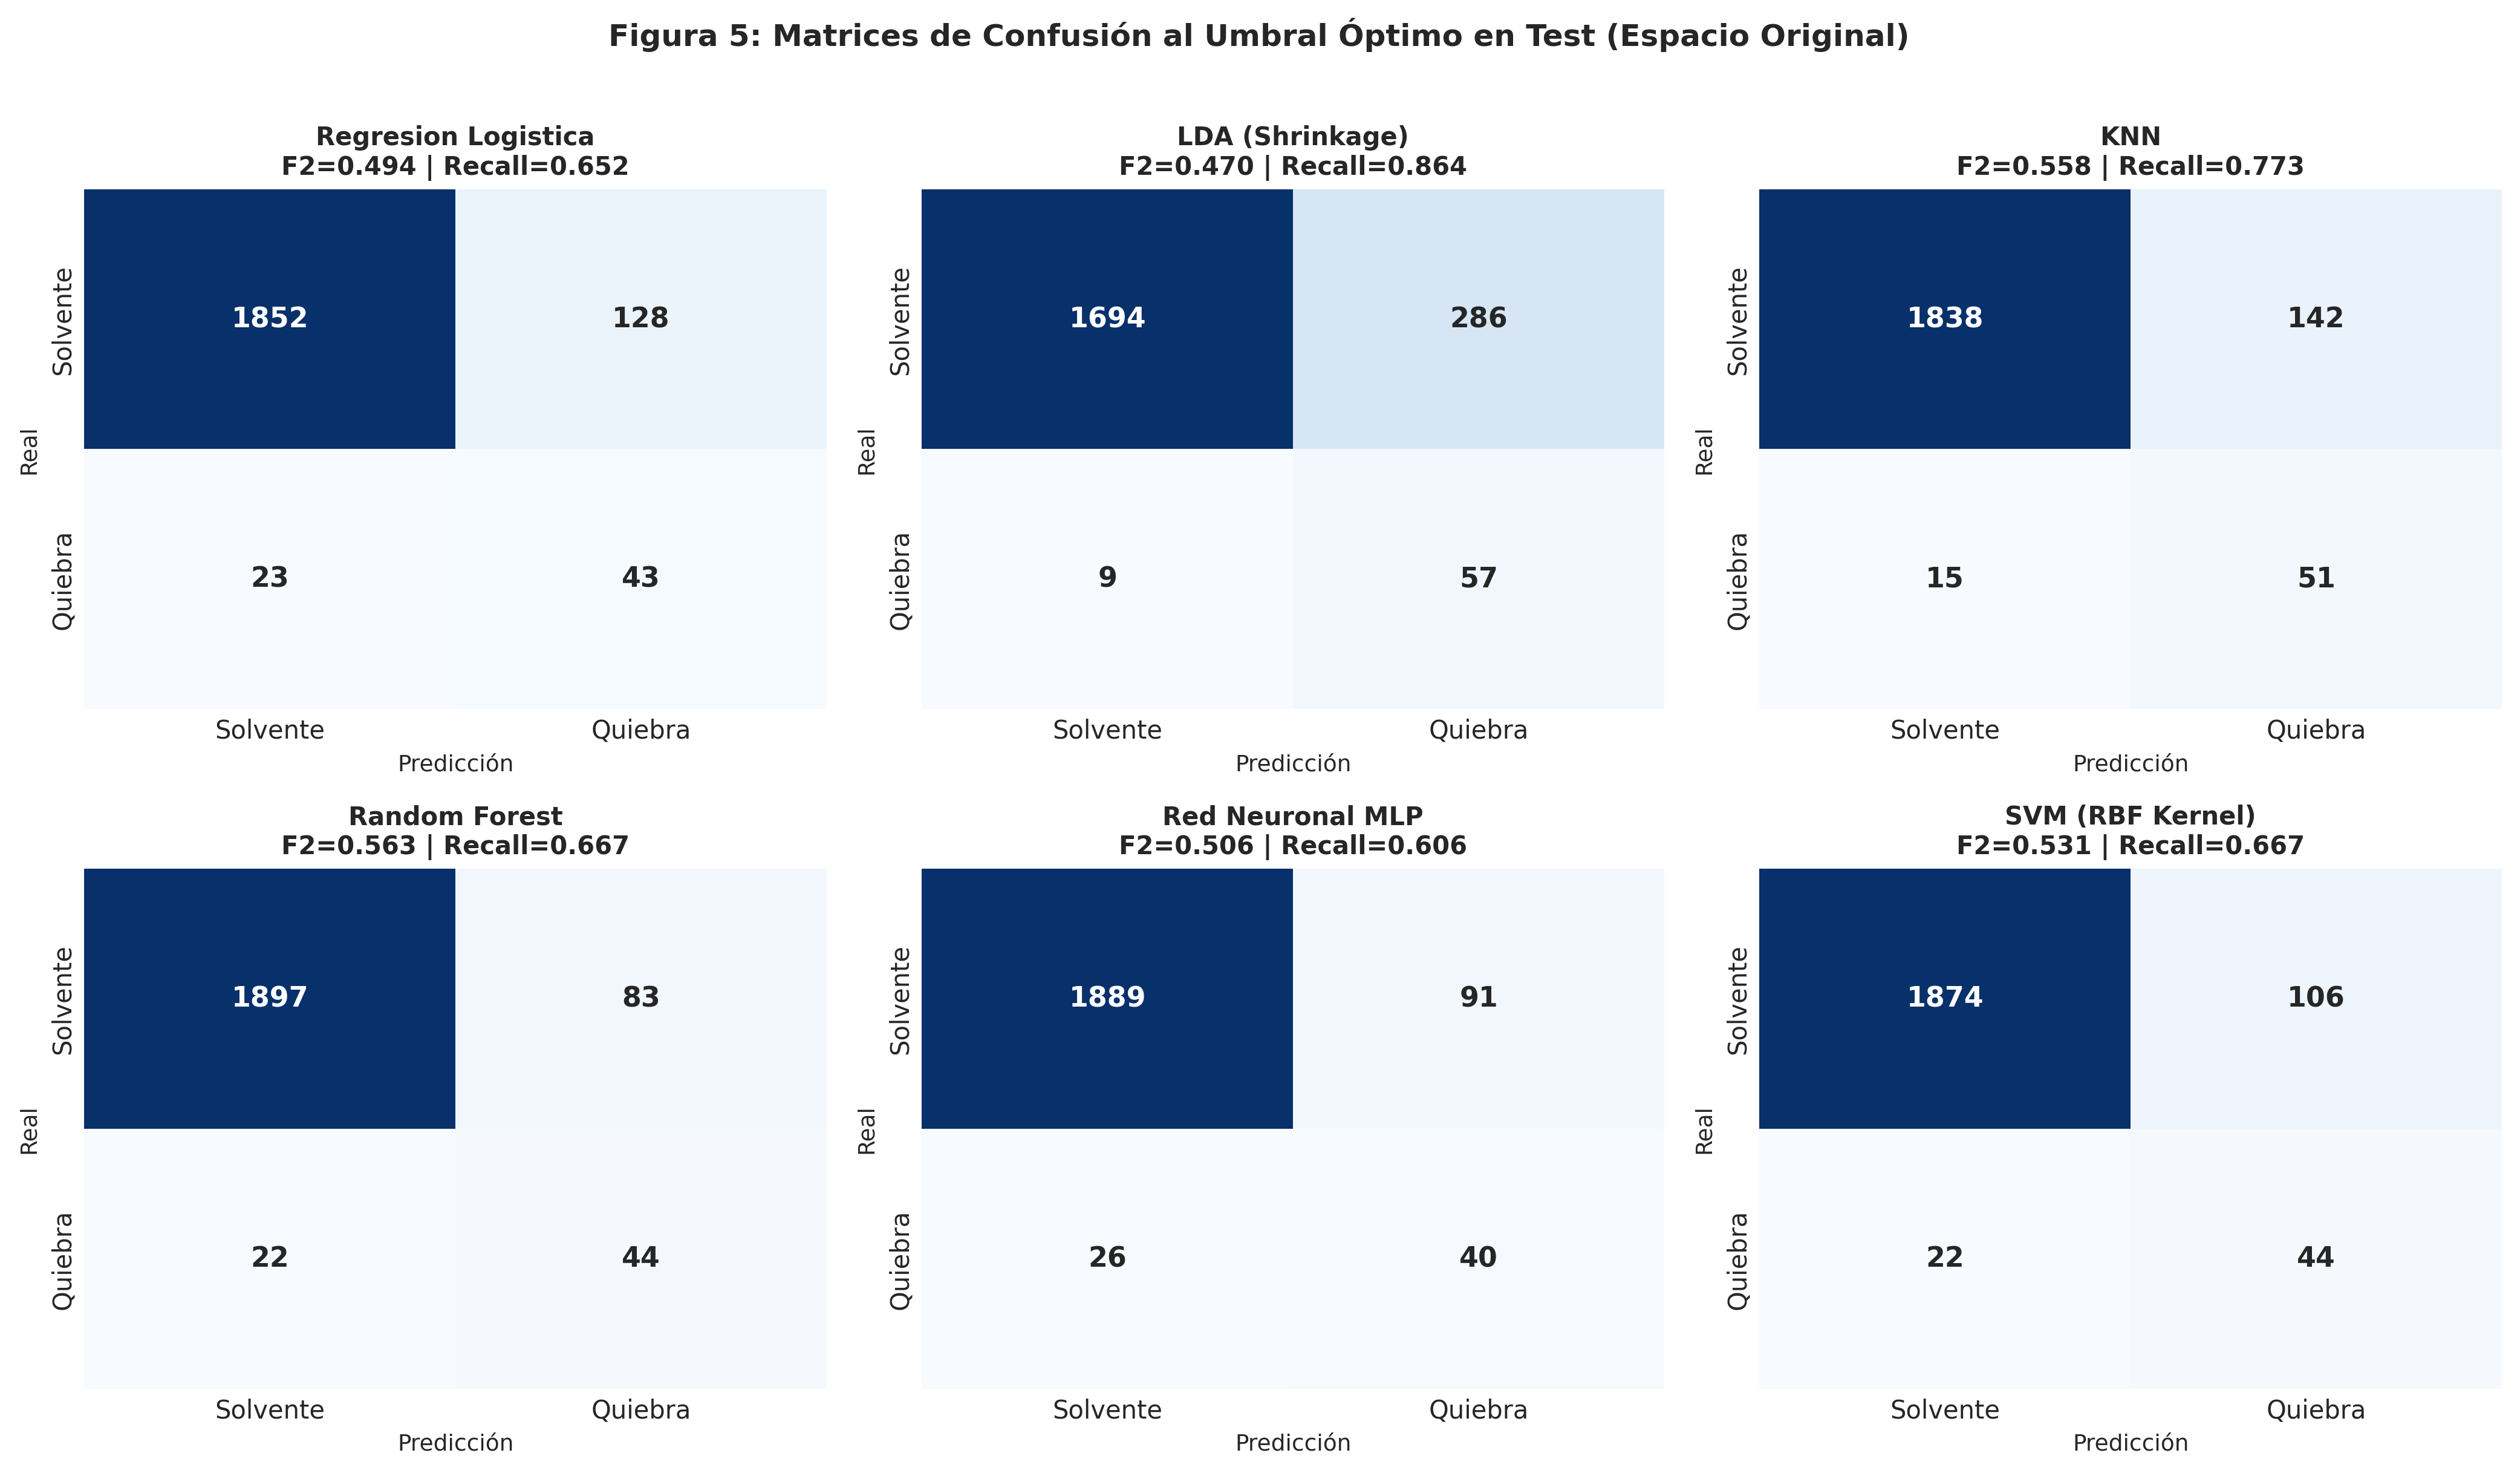 Figura 5: Matrices de Confusión al Umbral Óptimo en Test (Espacio Original)
Regresion Logistica
F2=0.494 | Recall=0.652
Real
Solvente
Quiebra
1852
128
23
43
Solvente
Quiebra
Predicción
LDA (Shrinkage)
F2=0.470 | Recall=0.864
Real
Solvente
Quiebra
1694
286
9
57
Solvente
Quiebra
Predicción
KNN
F2=0.558 | Recall=0.773
Real
Solvente
Quiebra
1838
142
15
51
Solvente
Quiebra
Predicción
Random Forest
F2=0.563 | Recall=0.667
Real
Solvente
Quiebra
1897
83
22
44
Solvente
Quiebra
Predicción
Red Neuronal MLP
F2=0.506 | Recall=0.606
Real
Solvente
Quiebra
1889
91
26
40
Solvente
Quiebra
Predicción
SVM (RBF Kernel)
F2=0.531 | Recall=0.667
Real
Solvente
Quiebra
1874
106
22
44
Solvente
Quiebra
Predicción